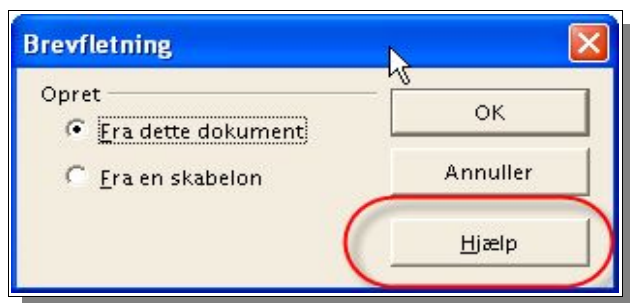 Brevfletning
Opret
Fra dette dokument
Fra en skabelon
OK
Annuller
Hjælp